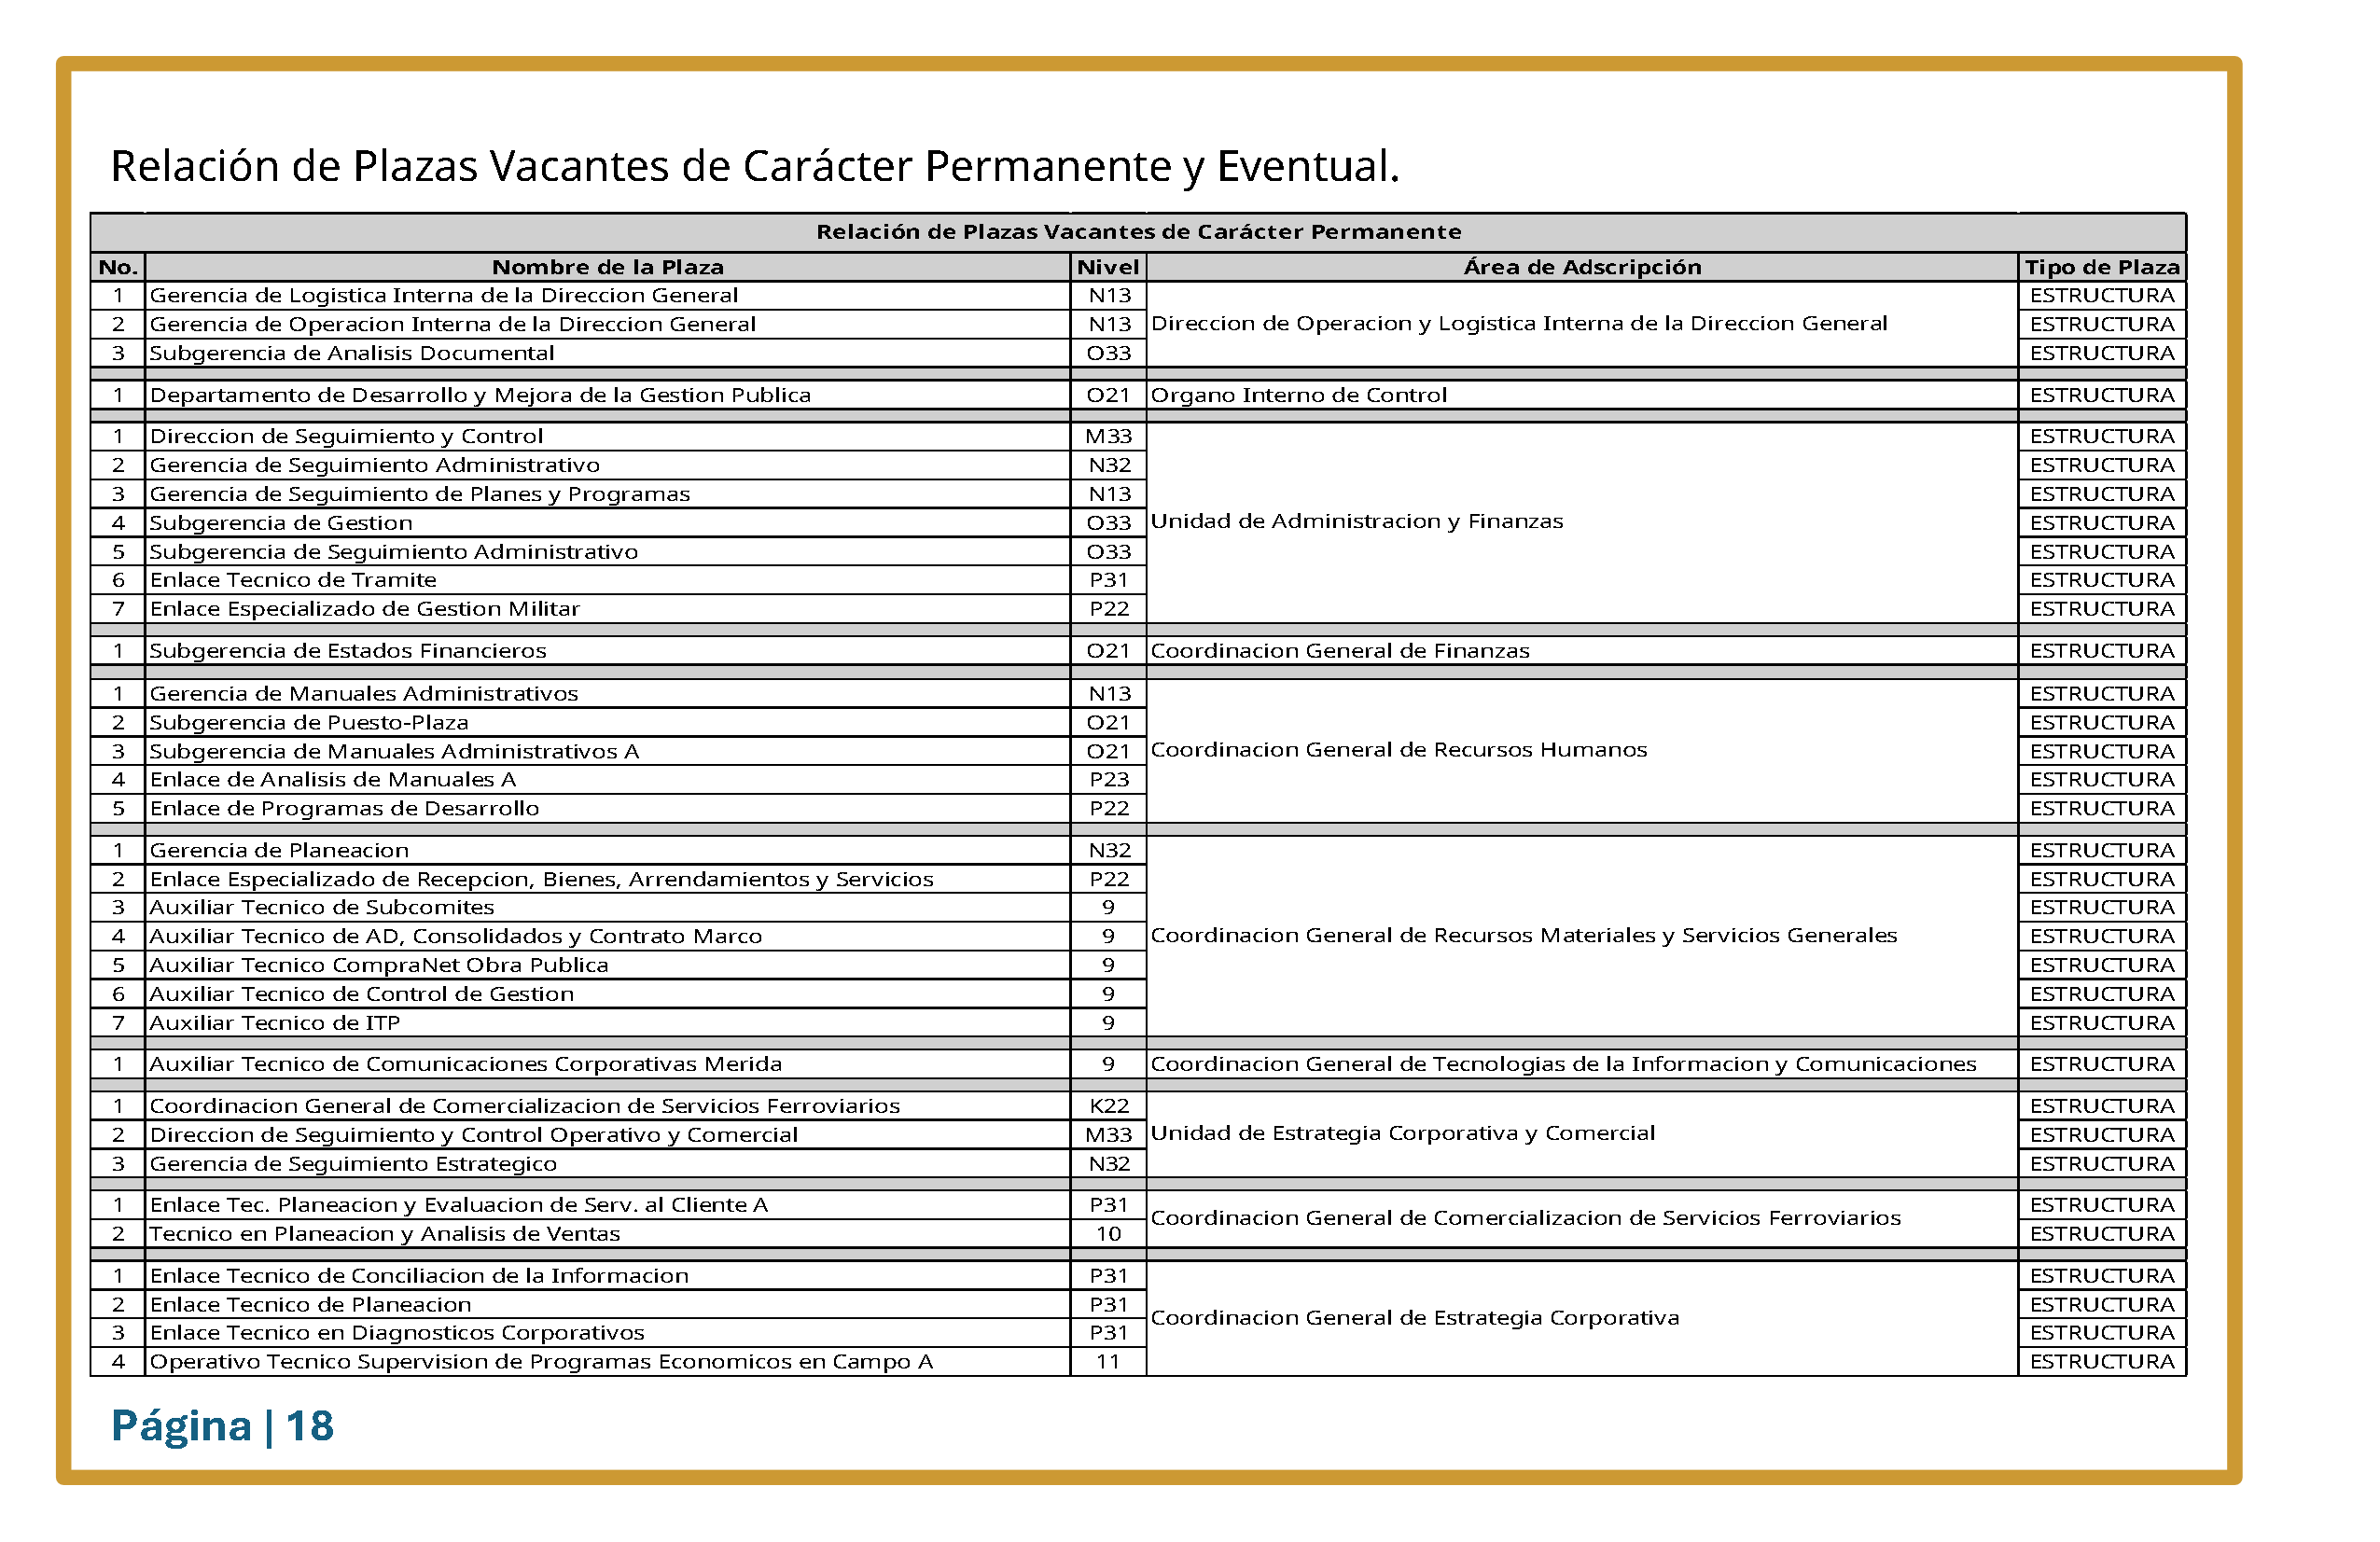 Relación de Plazas Vacantes de Carácter Permanente y Eventual.
Relación de Plazas Vacantes de Carácter Permanente
No. Nombre de la Plaza Nivel Área de Adscripción Tipo de Plaza
1 Gerencia de Logistica Interna de la Direccion General N13 ESTRUCTURA
2 Gerencia de Operacion Interna de la Direccion General N13 Direccion de Operacion y Logistica Interna de la Direccion General ESTRUCTURA
3 Subgerencia de Analisis Documental O33 ESTRUCTURA
1 Departamento de Desarrollo y Mejora de la Gestion Publica O21 Organo Interno de Control ESTRUCTURA
1 Direccion de Seguimiento y Control M33 ESTRUCTURA
2 Gerencia de Seguimiento Administrativo N32 ESTRUCTURA
3 Gerencia de Seguimiento de Planes y Programas N13 ESTRUCTURA
4 Subgerencia de Gestion O33 Unidad de Administracion y Finanzas ESTRUCTURA
5 Subgerencia de Seguimiento Administrativo O33 ESTRUCTURA
6 Enlace Tecnico de Tramite P31 ESTRUCTURA
7 Enlace Especializado de Gestion Militar P22 ESTRUCTURA
1 Subgerencia de Estados Financieros O21 Coordinacion General de Finanzas ESTRUCTURA
1 Gerencia de Manuales Administrativos N13 ESTRUCTURA
2 Subgerencia de Puesto-Plaza O21 ESTRUCTURA
3 Subgerencia de Manuales Administrativos A O21 Coordinacion General de Recursos Humanos ESTRUCTURA
4 Enlace de Analisis de Manuales A P23 ESTRUCTURA
5 Enlace de Programas de Desarrollo P22 ESTRUCTURA
1 Gerencia de Planeacion N32 ESTRUCTURA
2 Enlace Especializado de Recepcion, Bienes, Arrendamientos y Servicios P22 ESTRUCTURA
3 Auxiliar Tecnico de Subcomites 9 ESTRUCTURA
4 Auxiliar Tecnico de AD, Consolidados y Contrato Marco 9 Coordinacion General de Recursos Materiales y Servicios Generales ESTRUCTURA
5 Auxiliar Tecnico CompraNet Obra Publica 9 ESTRUCTURA
6 Auxiliar Tecnico de Control de Gestion 9 ESTRUCTURA
7 Auxiliar Tecnico de ITP 9 ESTRUCTURA
1 Auxiliar Tecnico de Comunicaciones Corporativas Merida 9 Coordinacion General de Tecnologias de la Informacion y Comunicaciones ESTRUCTURA
1 Coordinacion General de Comercializacion de Servicios Ferroviarios K22 ESTRUCTURA
2 Direccion de Seguimiento y Control Operativo y Comercial M33 Unidad de Estrategia Corporativa y Comercial ESTRUCTURA
3 Gerencia de Seguimiento Estrategico N32 ESTRUCTURA
1 Enlace Tec. Planeacion y Evaluacion de Serv. al Cliente A P31 ESTRUCTURA
Coordinacion General de Comercializacion de Servicios Ferroviarios
2 Tecnico en Planeacion y Analisis de Ventas 10 ESTRUCTURA
1 Enlace Tecnico de Conciliacion de la Informacion P31 ESTRUCTURA
2 Enlace Tecnico de Planeacion P31 ESTRUCTURA
Coordinacion General de Estrategia Corporativa
3 Enlace Tecnico en Diagnosticos Corporativos P31 ESTRUCTURA
4 Operativo Tecnico Supervision de Programas Economicos en Campo A 11 ESTRUCTURA
Página | 18